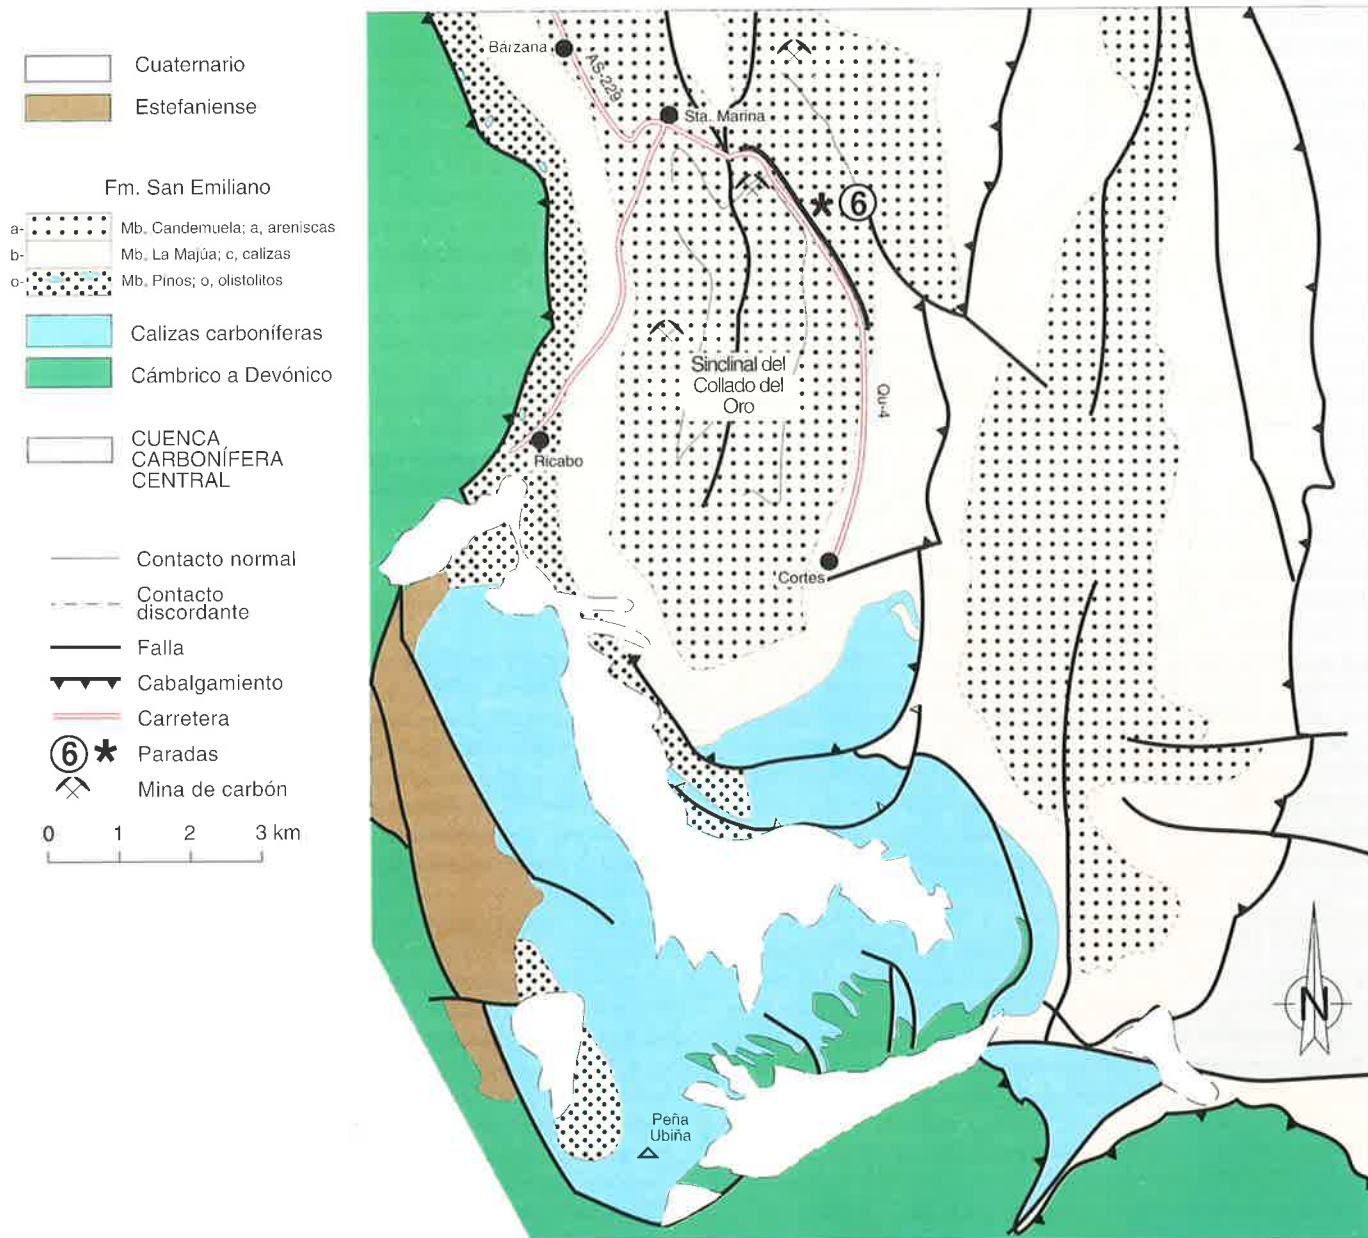 Cuaternario
Estefaniense
Fm. San Emiliano
a-
Mb. Candemuela; a, areniscas
b-
Mb. La Majúa; c, calizas
o-
Mb. Pinos; o, olistolitos
Calizas carboníferas
Cámbrico a Devónico
CUENCA
CARBONÍFERA
CENTRAL
Contacto normal
Contacto
discordante
Falla
Cabalgamiento
Carretera
6
Paradas
Mina de carbón
0 1 2 3 km
Bárzana
AS-229
Sta. Marina
6
Sinclinal del
Collado del
Oro
Qu-4
Ricabo
Cortes
Peña
Ubiña
N